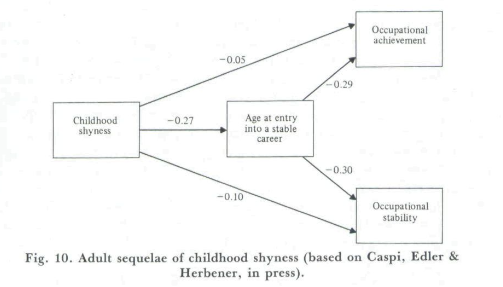 Occupational
achievement
−0.05
−0.29
Childhood
shyness
−0.27
Age at entry
into a stable
career
−0.30
−0.10
Occupational
stability
Fig. 10. Adult sequelae of childhood shyness (based on Caspi, Edler &
Herbener, in press).